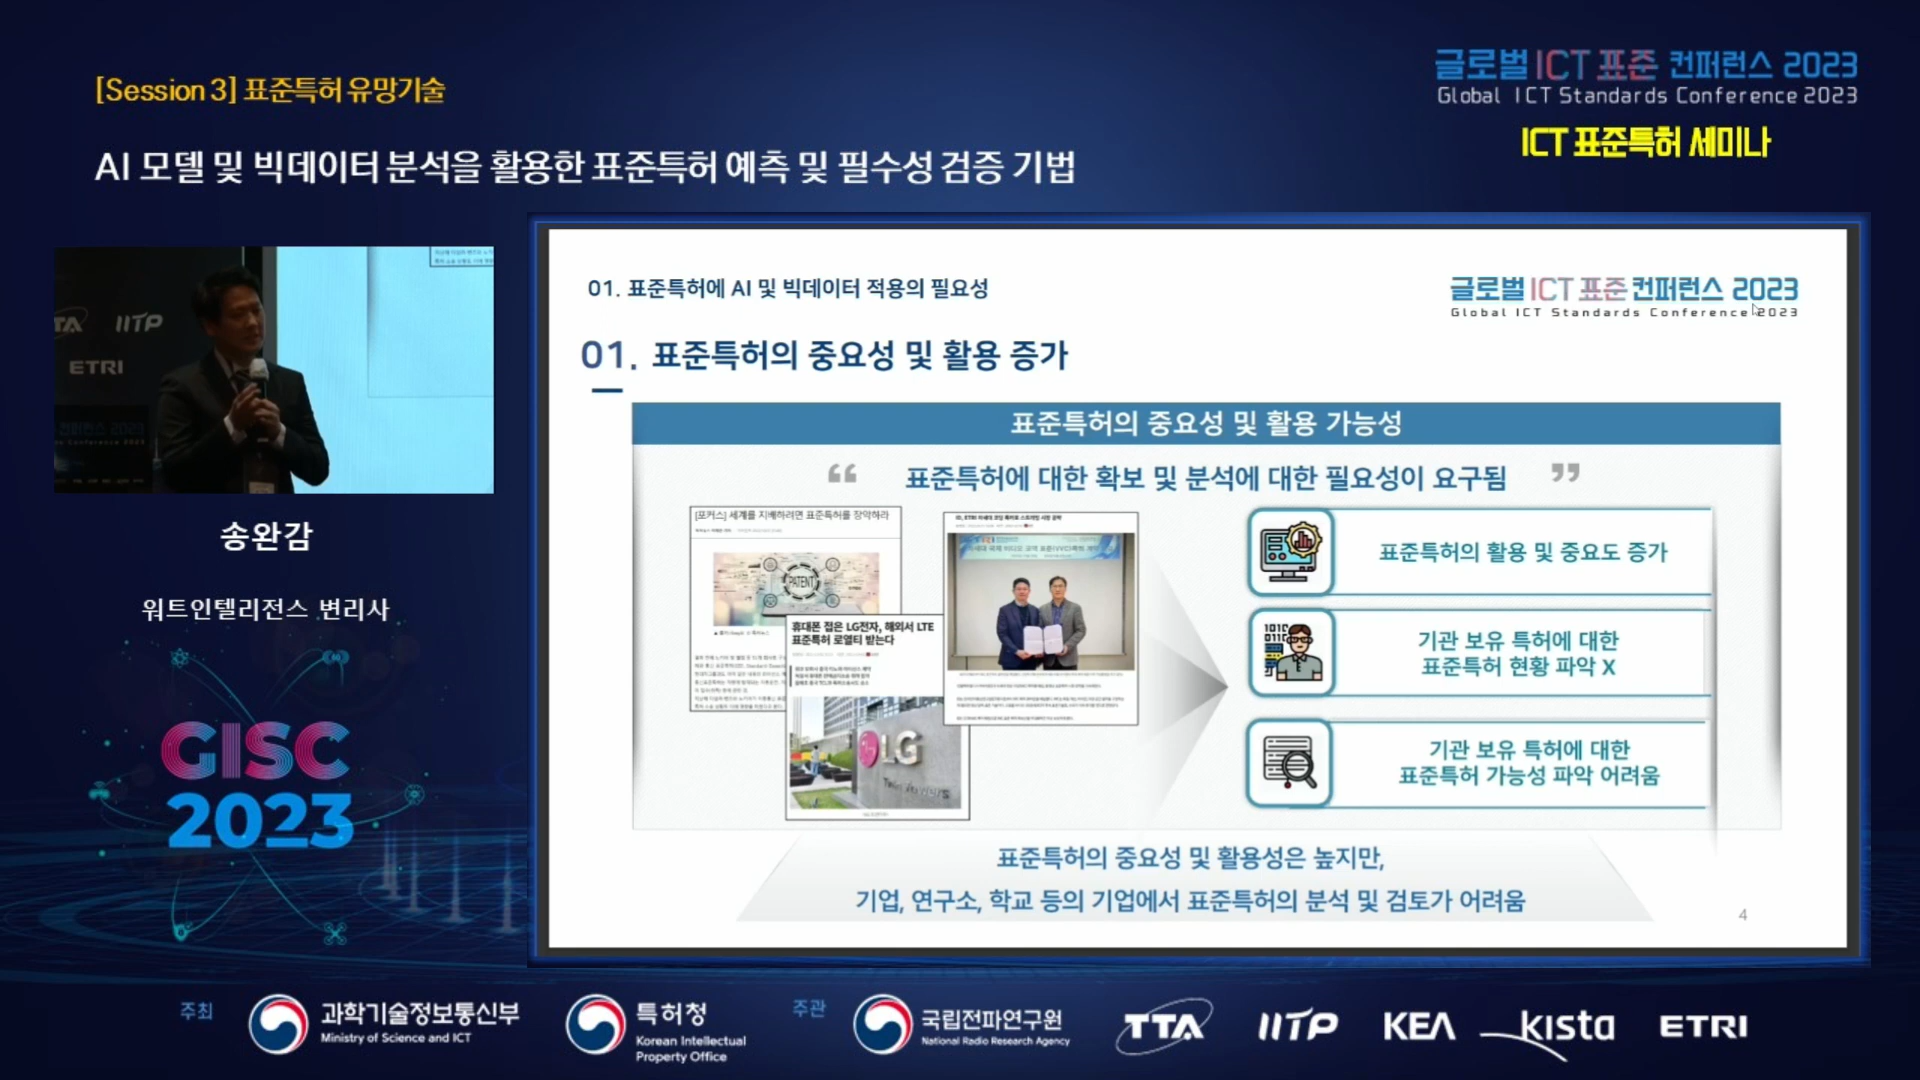 [Session 3] 표준특허 유망기술
AI 모델 및 빅데이터 분석을 활용한 표준특허 예측 및 필수성 검증 기법
글로벌 ICT 표준 컨퍼런스 2023
Global ICT Standards Conference 2023
ICT 표준특허 세미나
TTA IITP
ETRI
송완감
워트인텔리전스 변리사
GISC
2023
01. 표준특허에 AI 및 빅데이터 적용의 필요성
글로벌 ICT 표준 컨퍼런스 2023
Global ICT Standards Conference 2023
01. 표준특허의 중요성 및 활용 증가
표준특허의 중요성 및 활용 가능성
“ 표준특허에 대한 확보 및 분석에 대한 필요성이 요구됨 ”
[포커스] 세계를 지배하려면 표준특허를 장악하라
PATENT
휴대폰 접은 LG전자, 해외서 LTE
표준특허 로열티 받는다
LG
Twin Towers
표준특허의 활용 및 중요도 증가
기관 보유 특허에 대한
표준특허 현황 파악 X
기관 보유 특허에 대한
표준특허 가능성 파악 어려움
표준특허의 중요성 및 활용성은 높지만,
기업, 연구소, 학교 등의 기업에서 표준특허의 분석 및 검토가 어려움
4
주최
과학기술정보통신부
Ministry of Science and ICT
특허청
Korean Intellectual
Property Office
주관
국립전파연구원
National Radio Research Agency
TTA
IITP
KEA
kista
ETRI